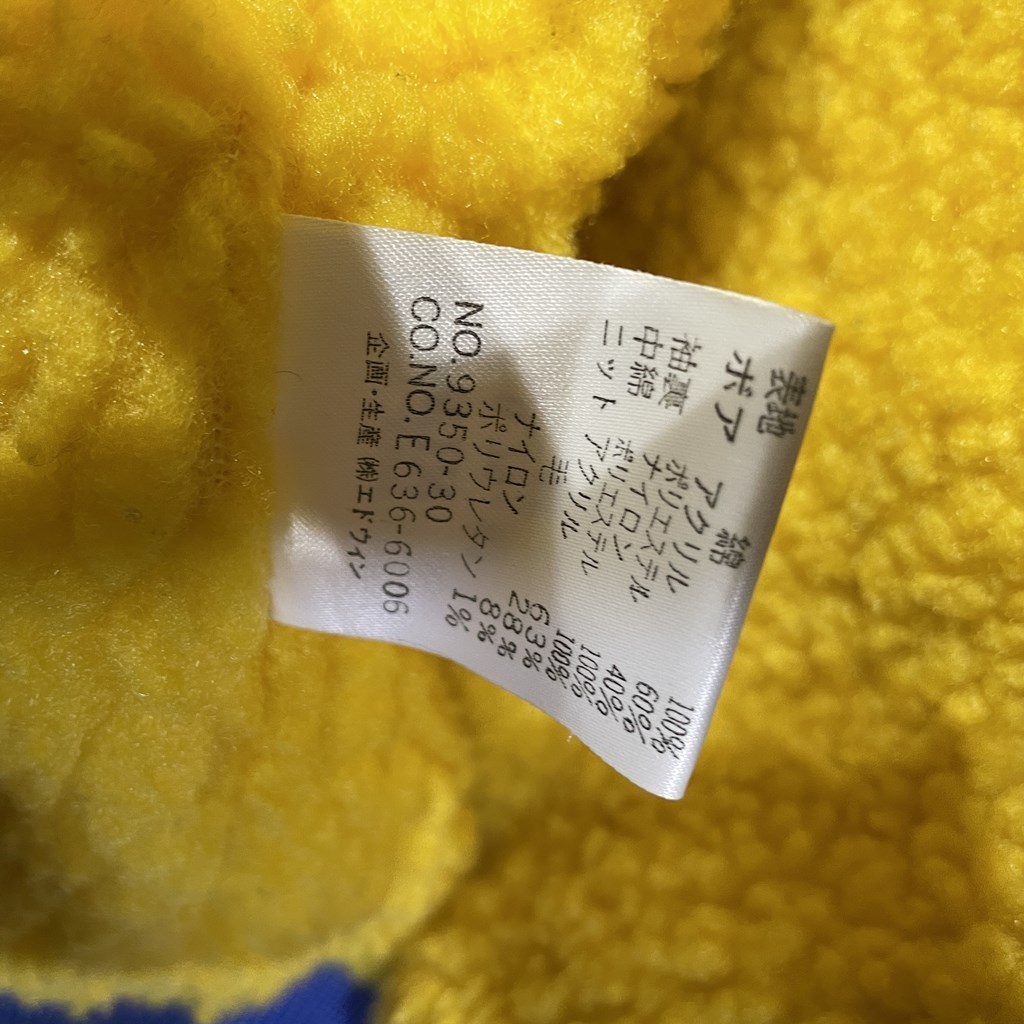 表地 綿 100%
ボア アクリル 60%
ポリエステル 40%
袖裏 ナイロン 100%
中綿 ポリエステル 100%
ニット アクリル 63%
毛 28%
ナイロン 8%
ポリウレタン 1%
NO.9350-30
CO.NO.E636-6006
企画・生産 ㈱エドウイン